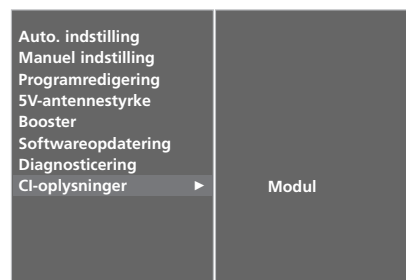 Auto. indstilling
Manuel indstilling
Programredigering
5V-antennestyrke
Booster
Softwareopdatering
Diagnosticering
CI-oplysninger ► Modul